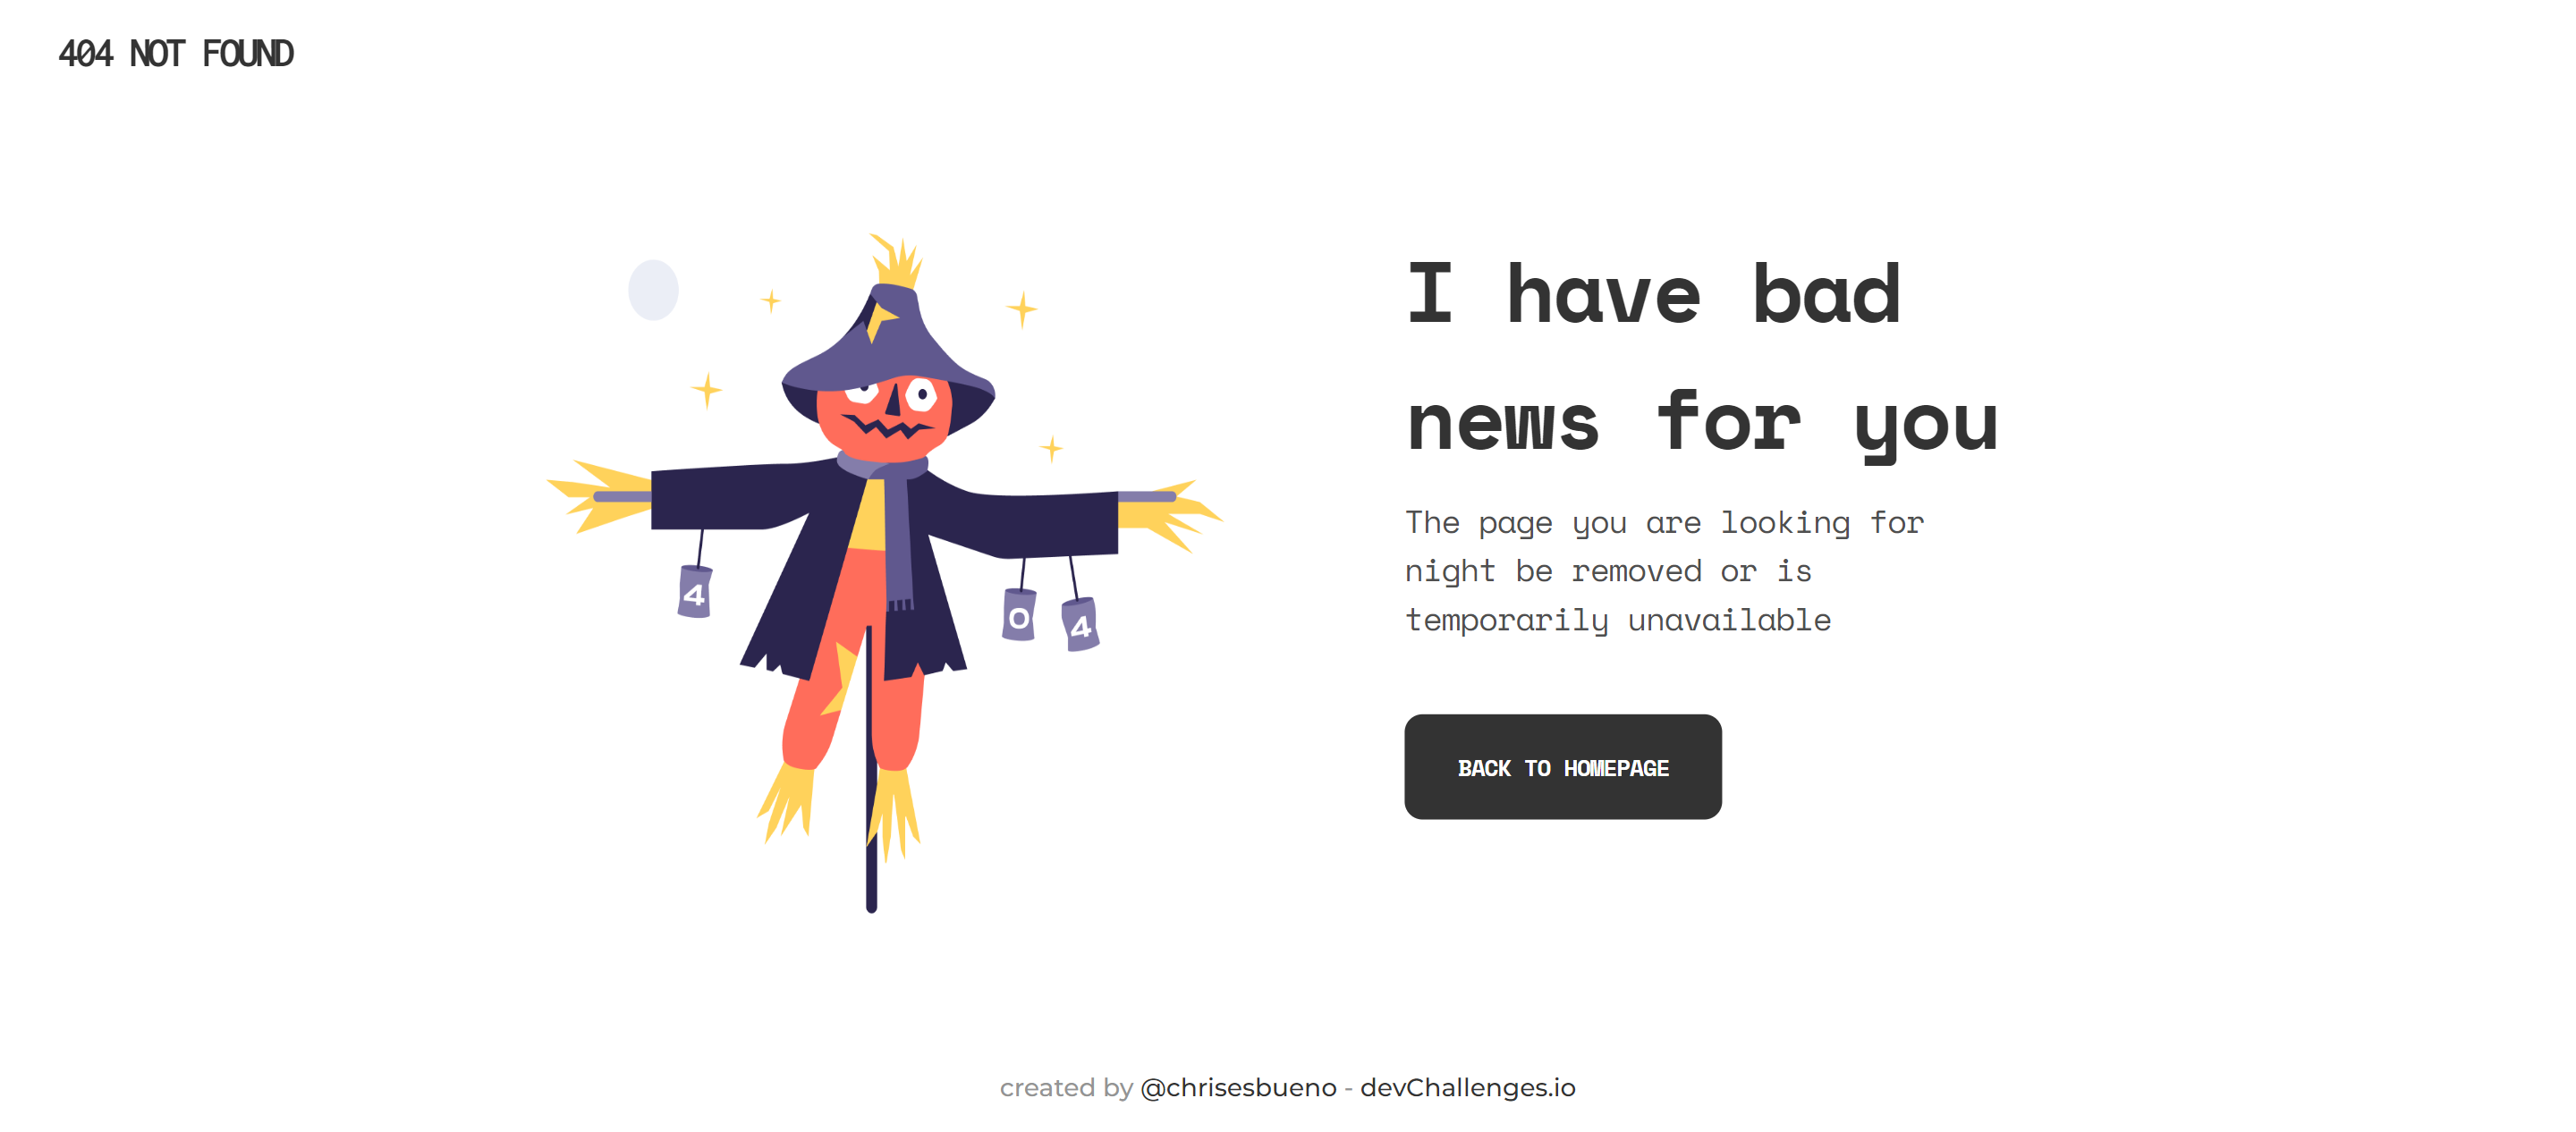 404 NOT FOUND
4
0
4
I have bad
news for you
The page you are looking for
night be removed or is
temporarily unavailable
BACK TO HOMEPAGE
created by @chrisesbueno - devChallenges.io